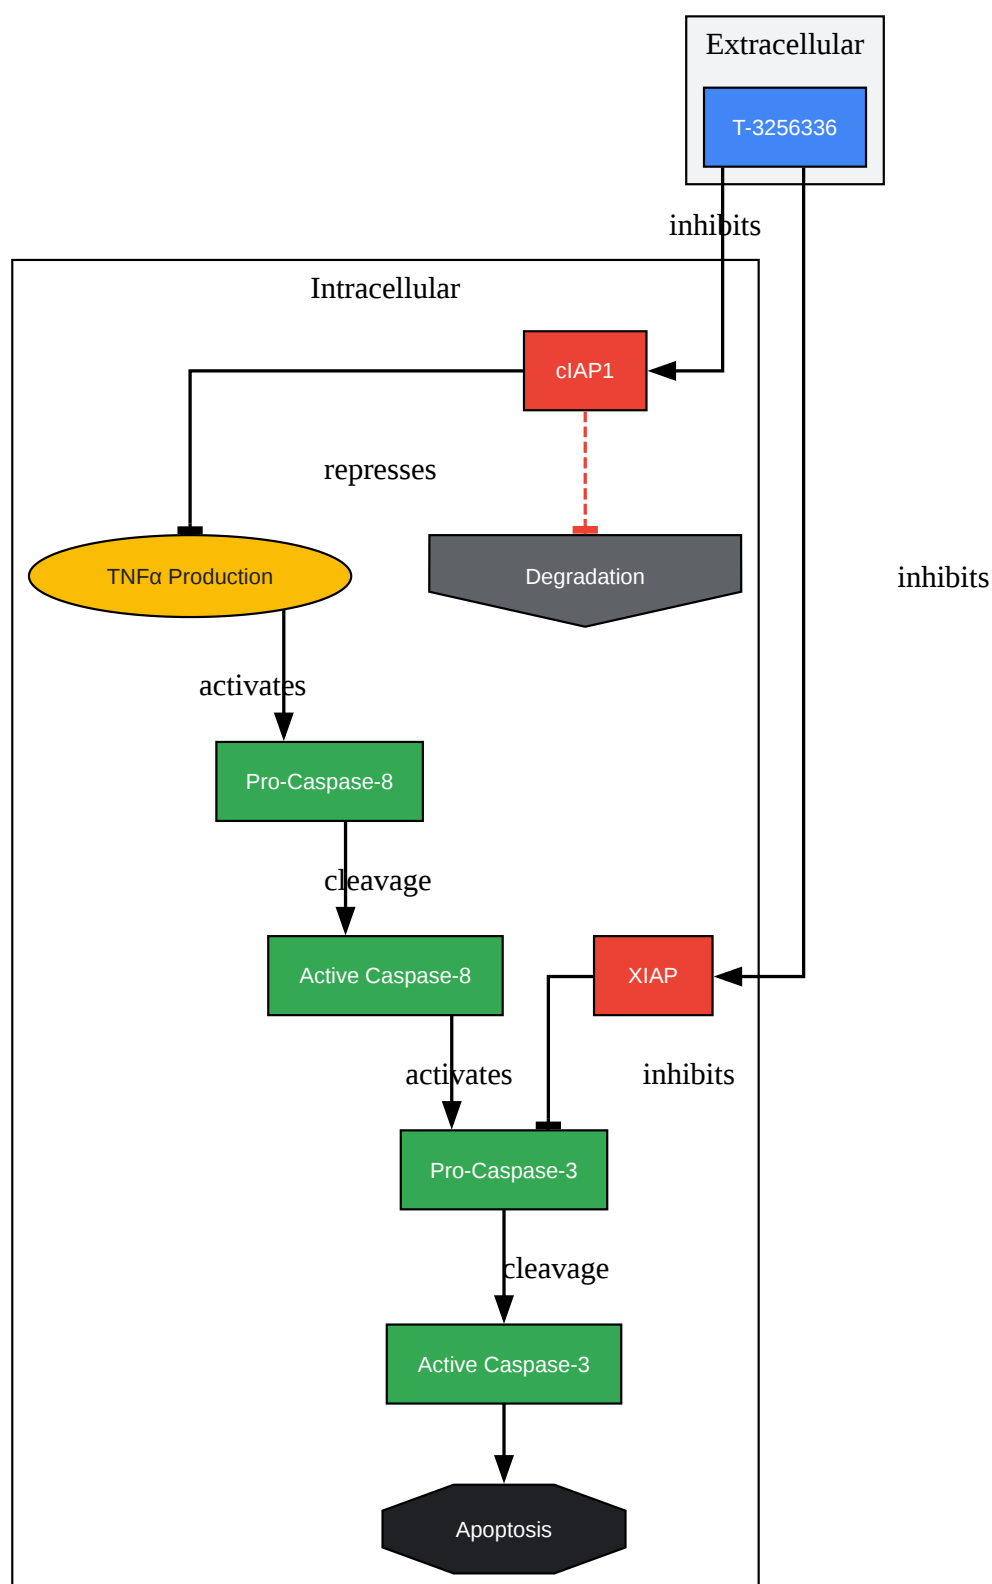 Extracellular
T-3256336
inhibits
Intracellular
cIAP1
represses
TNFα Production
Degradation
inhibits
activates
Pro-Caspase-8
cleavage
Active Caspase-8
XIAP
activates
inhibits
Pro-Caspase-3
cleavage
Active Caspase-3
Apoptosis